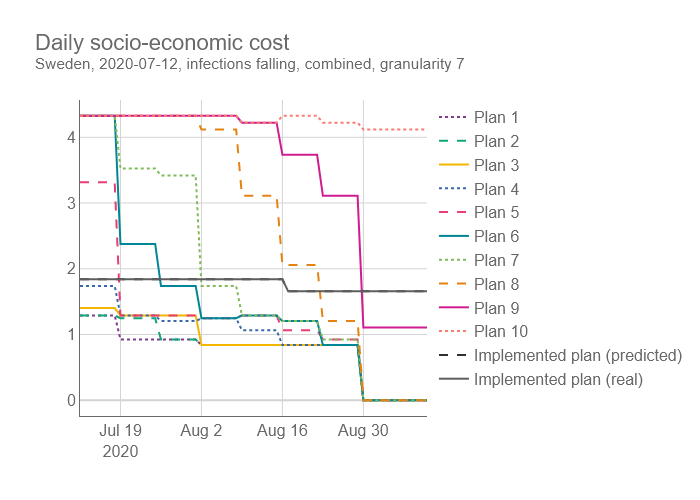 Daily socio-economic cost
Sweden, 2020-07-12, infections falling, combined, granularity 7
4
3
2
1
0
Jul 19
2020
Aug 2
Aug 16
Aug 30
Plan 1
Plan 2
Plan 3
Plan 4
Plan 5
Plan 6
Plan 7
Plan 8
Plan 9
Plan 10
Implemented plan (predicted)
Implemented plan (real)